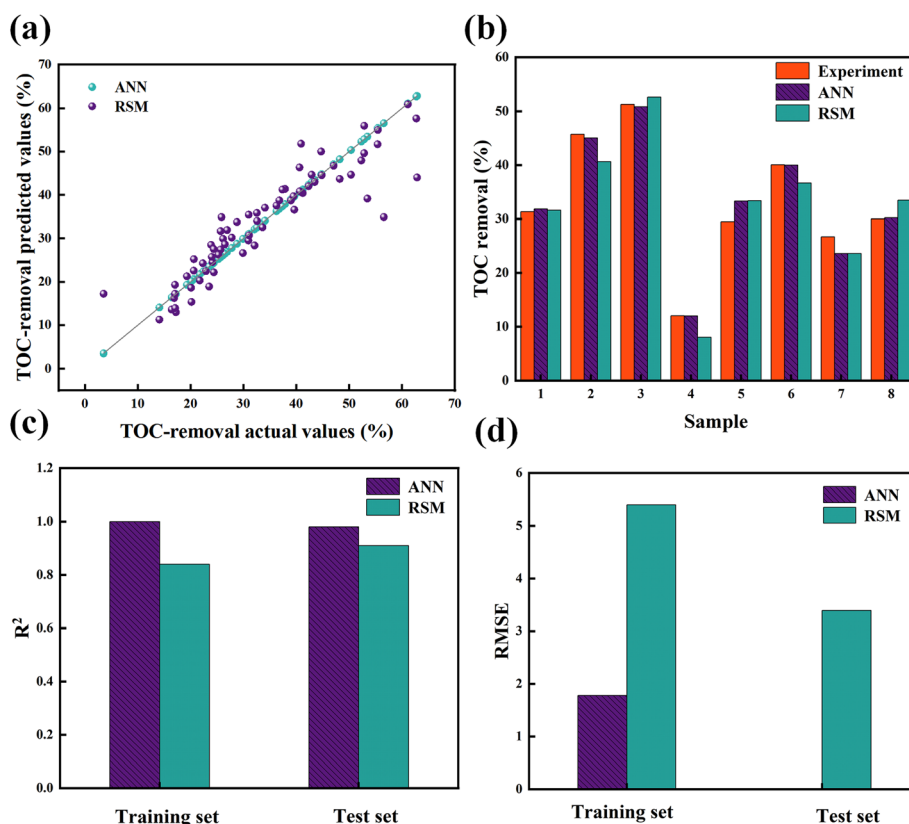 (a)
TOC-removal predicted values (%)
70
60
50
40
30
20
10
0
ANN
RSM
0 10 20 30 40 50 60 70
TOC-removal actual values (%)
(b)
TOC removal (%)
60
50
40
30
20
10
0
Experiment
ANN
RSM
1 2 3 4 5 6 7 8
Sample
(c)
R²
1.2
1.0
0.8
0.6
0.4
0.2
0.0
ANN
RSM
Training set Test set
(d)
RMSE
6
5
4
3
2
1
0
ANN
RSM
Training set Test set